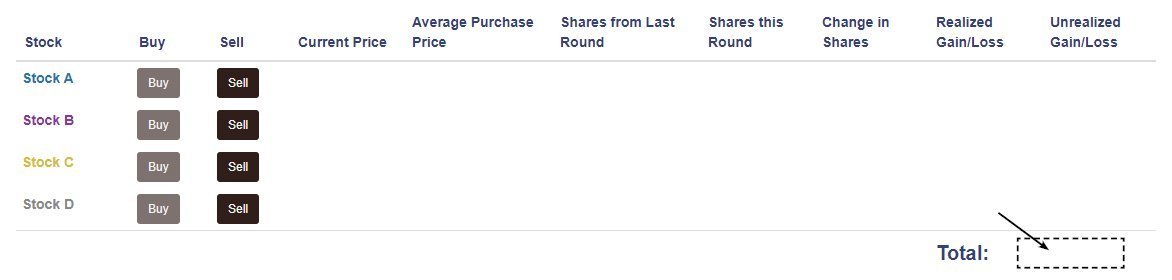 Stock Buy Sell Current Price Average Purchase Price Shares from Last Round Shares this Round Change in Shares Realized Gain/Loss Unrealized Gain/Loss
Stock A Buy Sell
Stock B Buy Sell
Stock C Buy Sell
Stock D Buy Sell
Total: